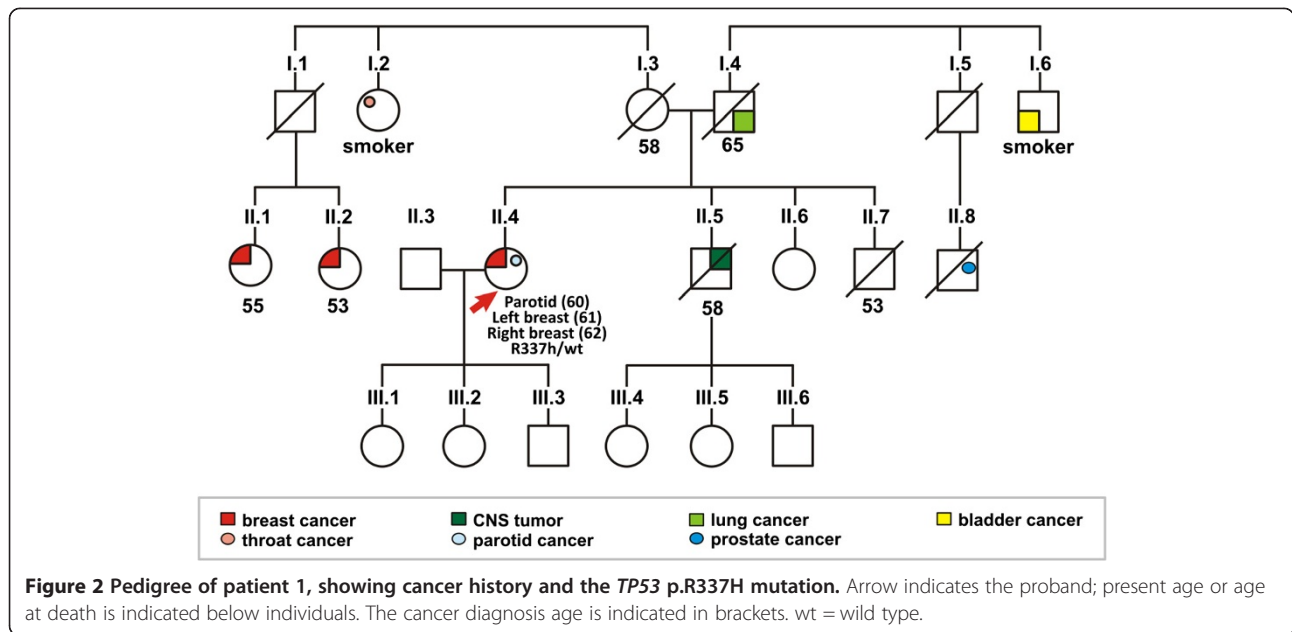 I.1 I.2 I.3 I.4 I.5 I.6
smoker 58 65 smoker
II.1 II.2 II.3 II.4 II.5 II.6 II.7 II.8
55 53 58 53
Parotid (60)
Left breast (61)
Right breast (62)
R337h/wt
III.1 III.2 III.3 III.4 III.5 III.6
breast cancer CNS tumor lung cancer bladder cancer
throat cancer parotid cancer prostate cancer
Figure 2 Pedigree of patient 1, showing cancer history and the TP53 p.R337H mutation. Arrow indicates the proband; present age or age
at death is indicated below individuals. The cancer diagnosis age is indicated in brackets. wt = wild type.